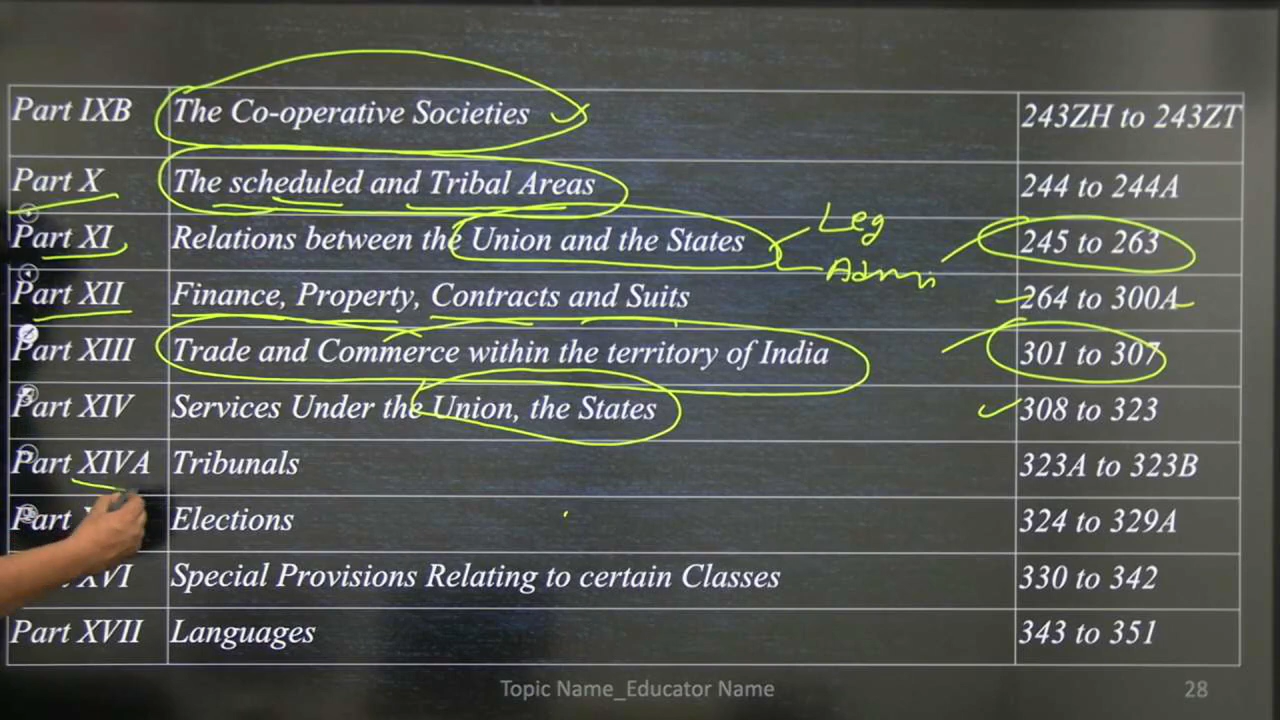 Part IXB The Co-operative Societies 243ZH to 243ZT
Part X The scheduled and Tribal Areas 244 to 244A
Part XI Relations between the Union and the States 245 to 263
Leg
Admn
Part XII Finance, Property, Contracts and Suits 264 to 300A
Part XIII Trade and Commerce within the territory of India 301 to 307
Part XIV Services Under the Union, the States 308 to 323
Part XIVA Tribunals 323A to 323B
Part Elections 324 to 329A
XVI Special Provisions Relating to certain Classes 330 to 342
Part XVII Languages 343 to 351
Topic Name_Educator Name 28